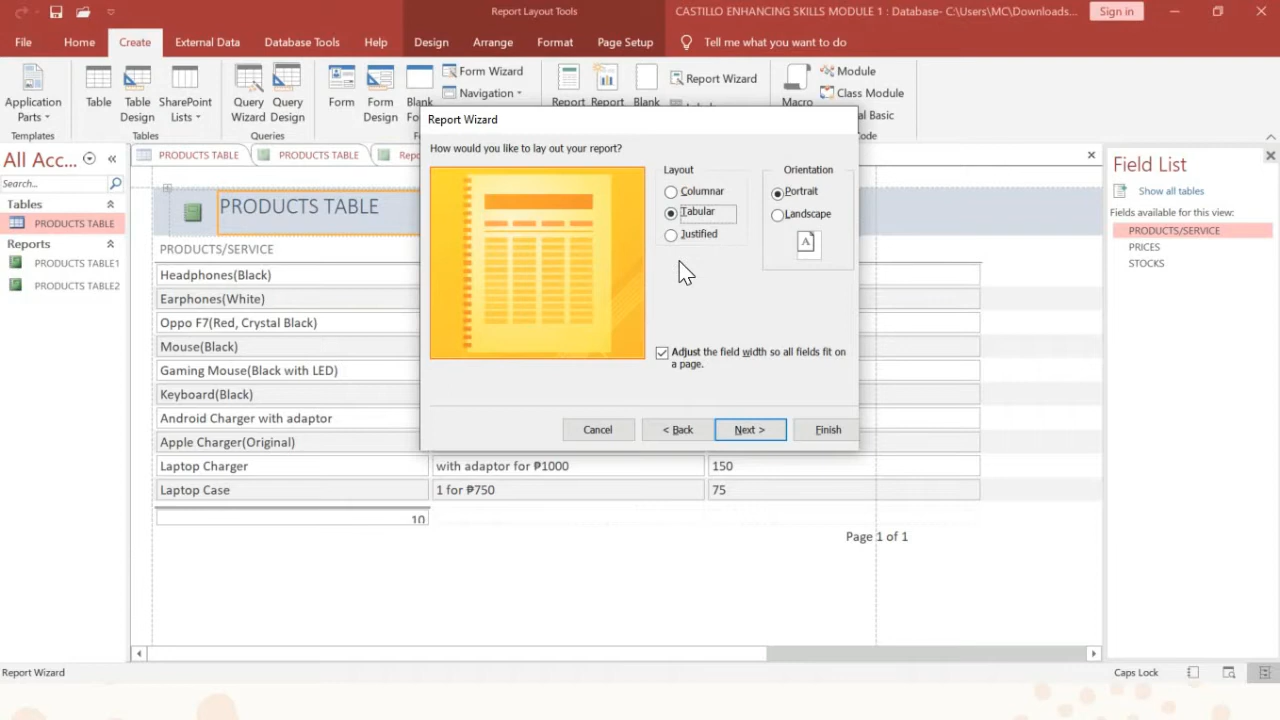 Report Layout Tools
CASTILLO ENHANCING SKILLS MODULE 1 : Database- C:\Users\MC\Downloads...
Sign in
File Home Create External Data Database Tools Help Design Arrange Format Page Setup Tell me what you want to do
Application Parts
Templates
Table
Table Design
SharePoint Lists
Tables
Query Wizard
Query Design
Queries
Form
Form Design
Blank
Form Wizard
Navigation
Report
Report
Blank
Report Wizard
Macro
Module
Class Module
al Basic
All Acc...
Search...
Tables
PRODUCTS TABLE
Reports
PRODUCTS TABLE1
PRODUCTS TABLE2
PRODUCTS TABLE PRODUCTS TABLE Repo
PRODUCTS TABLE
PRODUCTS/SERVICE
Headphones(Black)
Earphones(White)
Oppo F7(Red, Crystal Black)
Mouse(Black)
Gaming Mouse(Black with LED)
Keyboard(Black)
Android Charger with adaptor
Apple Charger(Original)
Laptop Charger with adaptor for ₱1000 150
Laptop Case 1 for ₱750 75
10
Page 1 of 1
Report Wizard
How would you like to lay out your report?
Layout
Columnar
Tabular
Justified
Orientation
Portrait
Landscape
A
Adjust the field width so all fields fit on
a page.
Cancel < Back Next > Finish
Field List
Show all tables
Fields available for this view:
PRODUCTS/SERVICE
PRICES
STOCKS
Report Wizard
Caps Lock